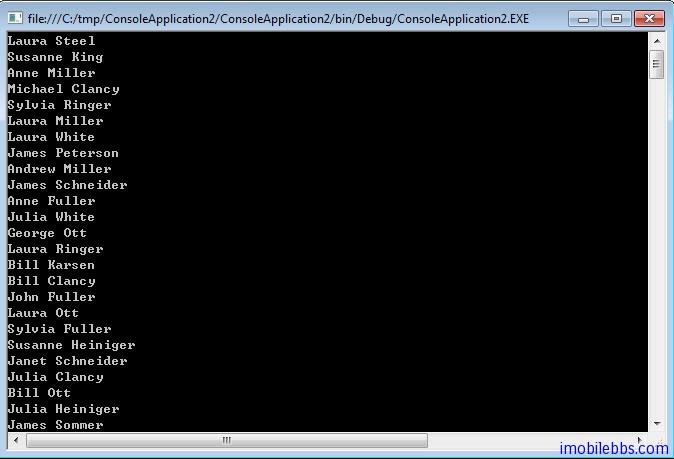 file:///C:/tmp/ConsoleApplication2/ConsoleApplication2/bin/Debug/ConsoleApplication2.EXE
Laura Steel
Susanne King
Anne Miller
Michael Clancy
Sylvia Ringer
Laura Miller
Laura White
James Peterson
Andrew Miller
James Schneider
Anne Fuller
Julia White
George Ott
Laura Ringer
Bill Karsen
Bill Clancy
John Fuller
Laura Ott
Sylvia Fuller
Susanne Heiniger
Janet Schneider
Julia Clancy
Bill Ott
Julia Heiniger
James Sommer
imobilebbs.com